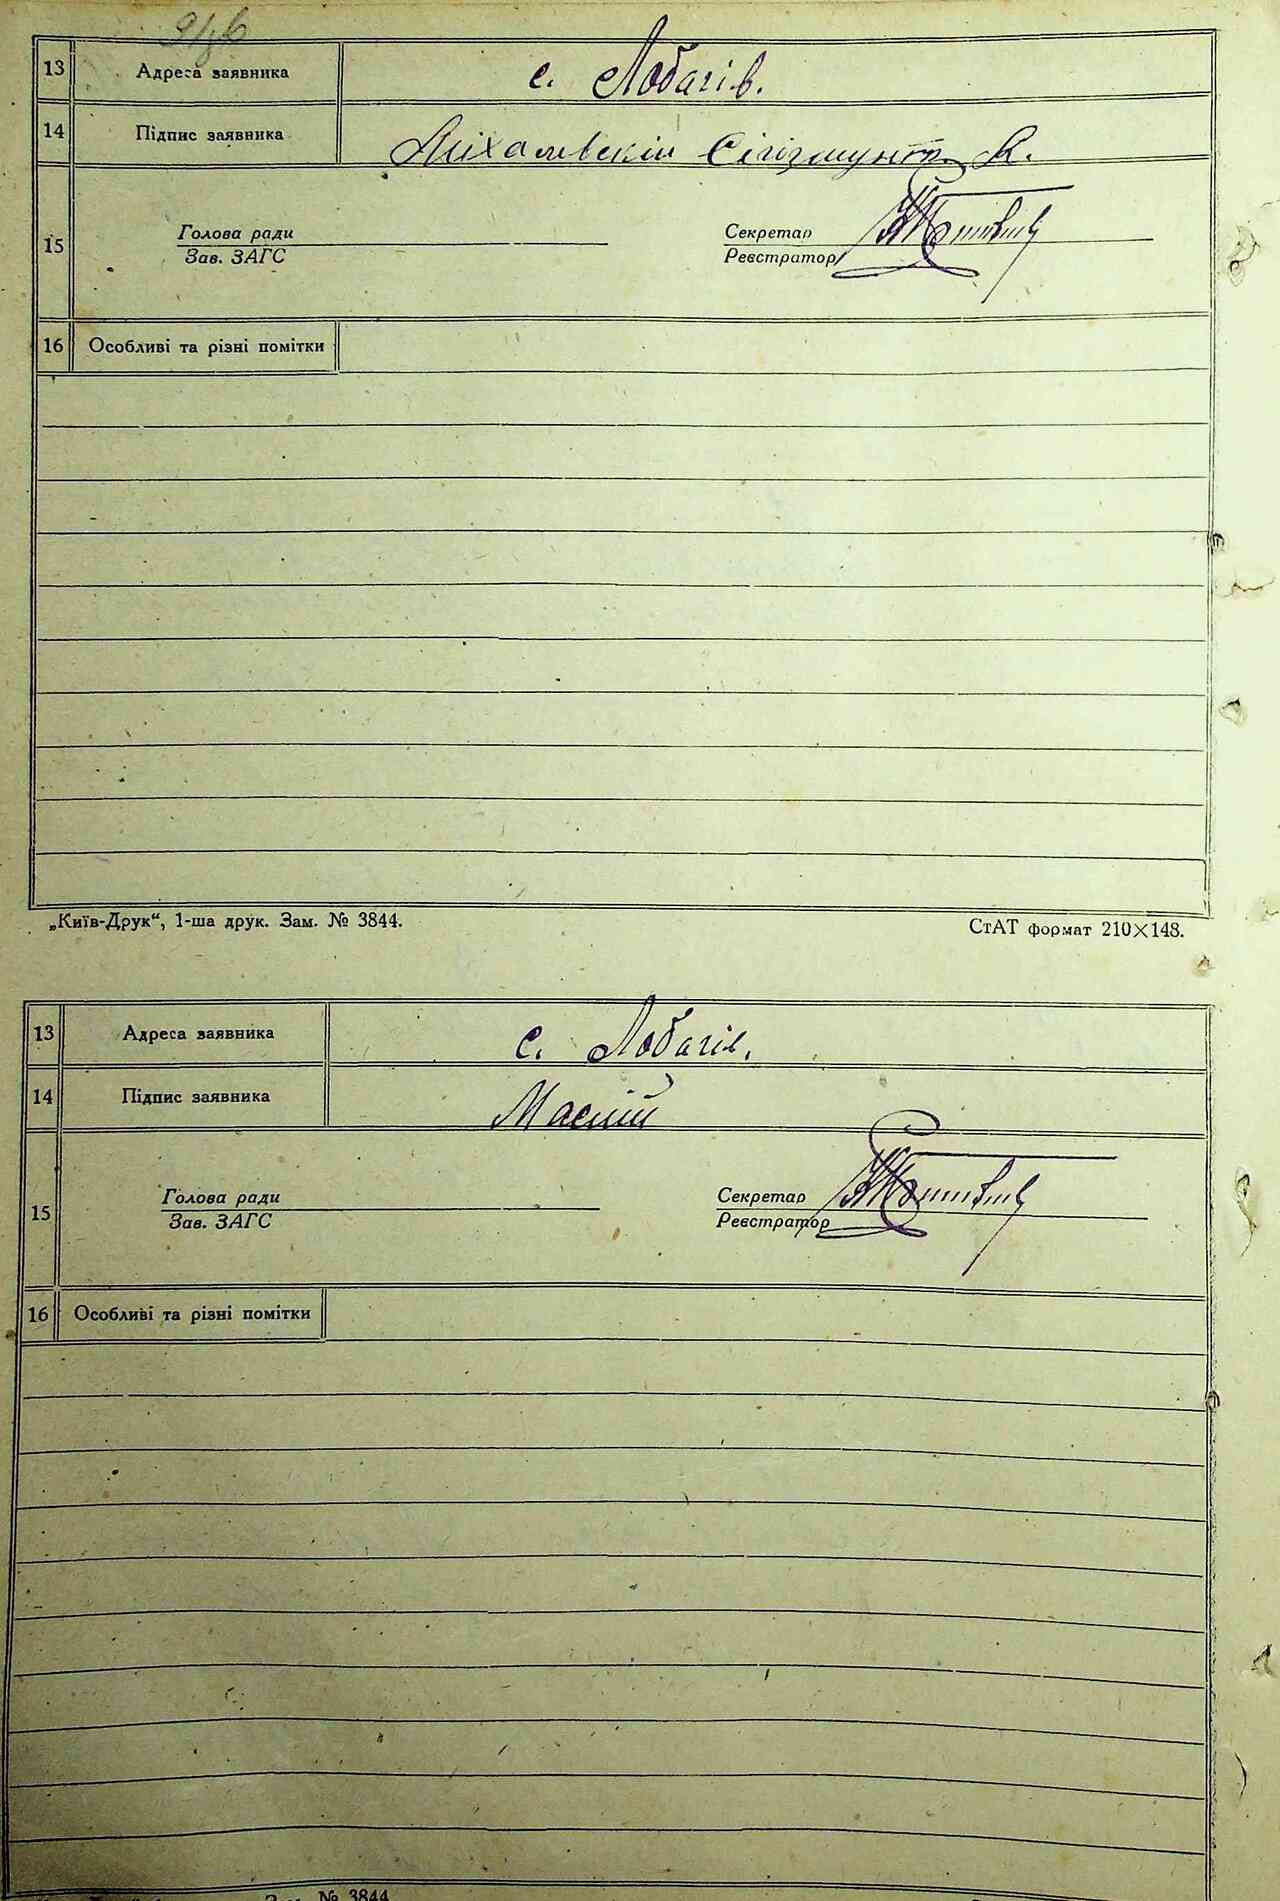 13 Адреса заявника с. Лобачів.
14 Підпис заявника Міхалвскій Сігізмунт. К.
15 Голова ради Секретар
Зав. ЗАГС Реєстратор
16 Особливі та різні помітки
„Київ-Друк“, 1-ша друк. Зам. № 3844. СтАТ формат 210×148.
13 Адреса заявника с. Лобачів.
14 Підпис заявника
15 Голова ради Секретар
Зав. ЗАГС Реєстратор
16 Особливі та різні помітки
Зам. № 3844